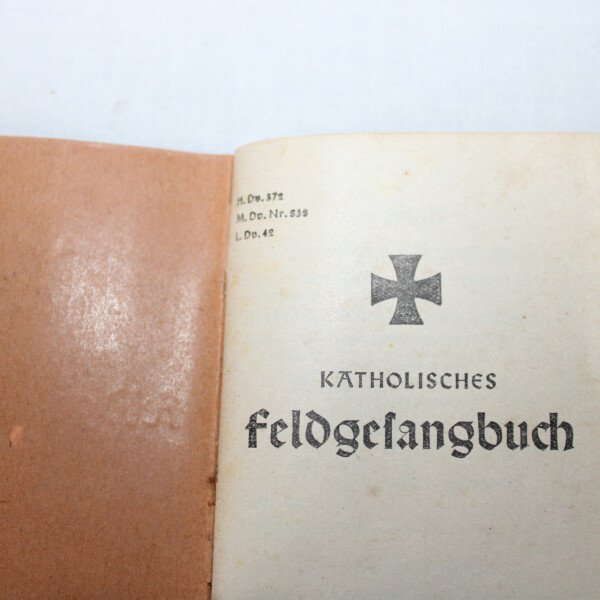 H. Dv. 372
M. Dv. Nr. 838
L. Dv. 42
KATHOLISCHES
Feldgeſangbuch